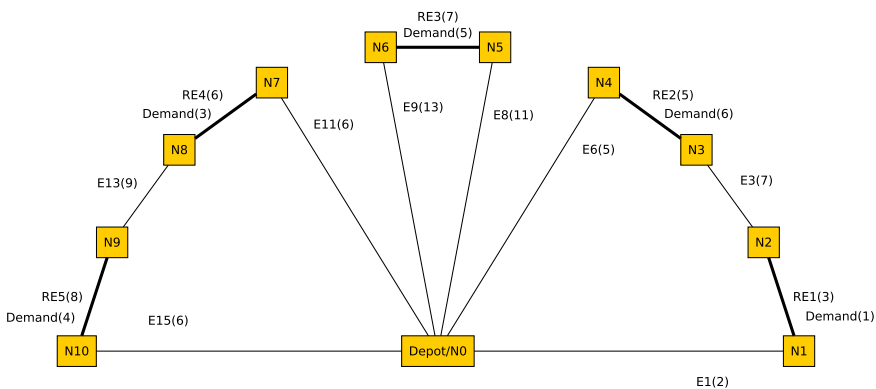 RE3(7)
Demand(5)
N6
N5
N7
N4
RE4(6)
Demand(3)
RE2(5)
Demand(6)
E9(13)
E8(11)
E11(6)
E6(5)
N8
N3
E13(9)
E3(7)
N9
N2
RE5(8)
Demand(4)
RE1(3)
Demand(1)
E15(6)
N10
Depot/N0
N1
E1(2)